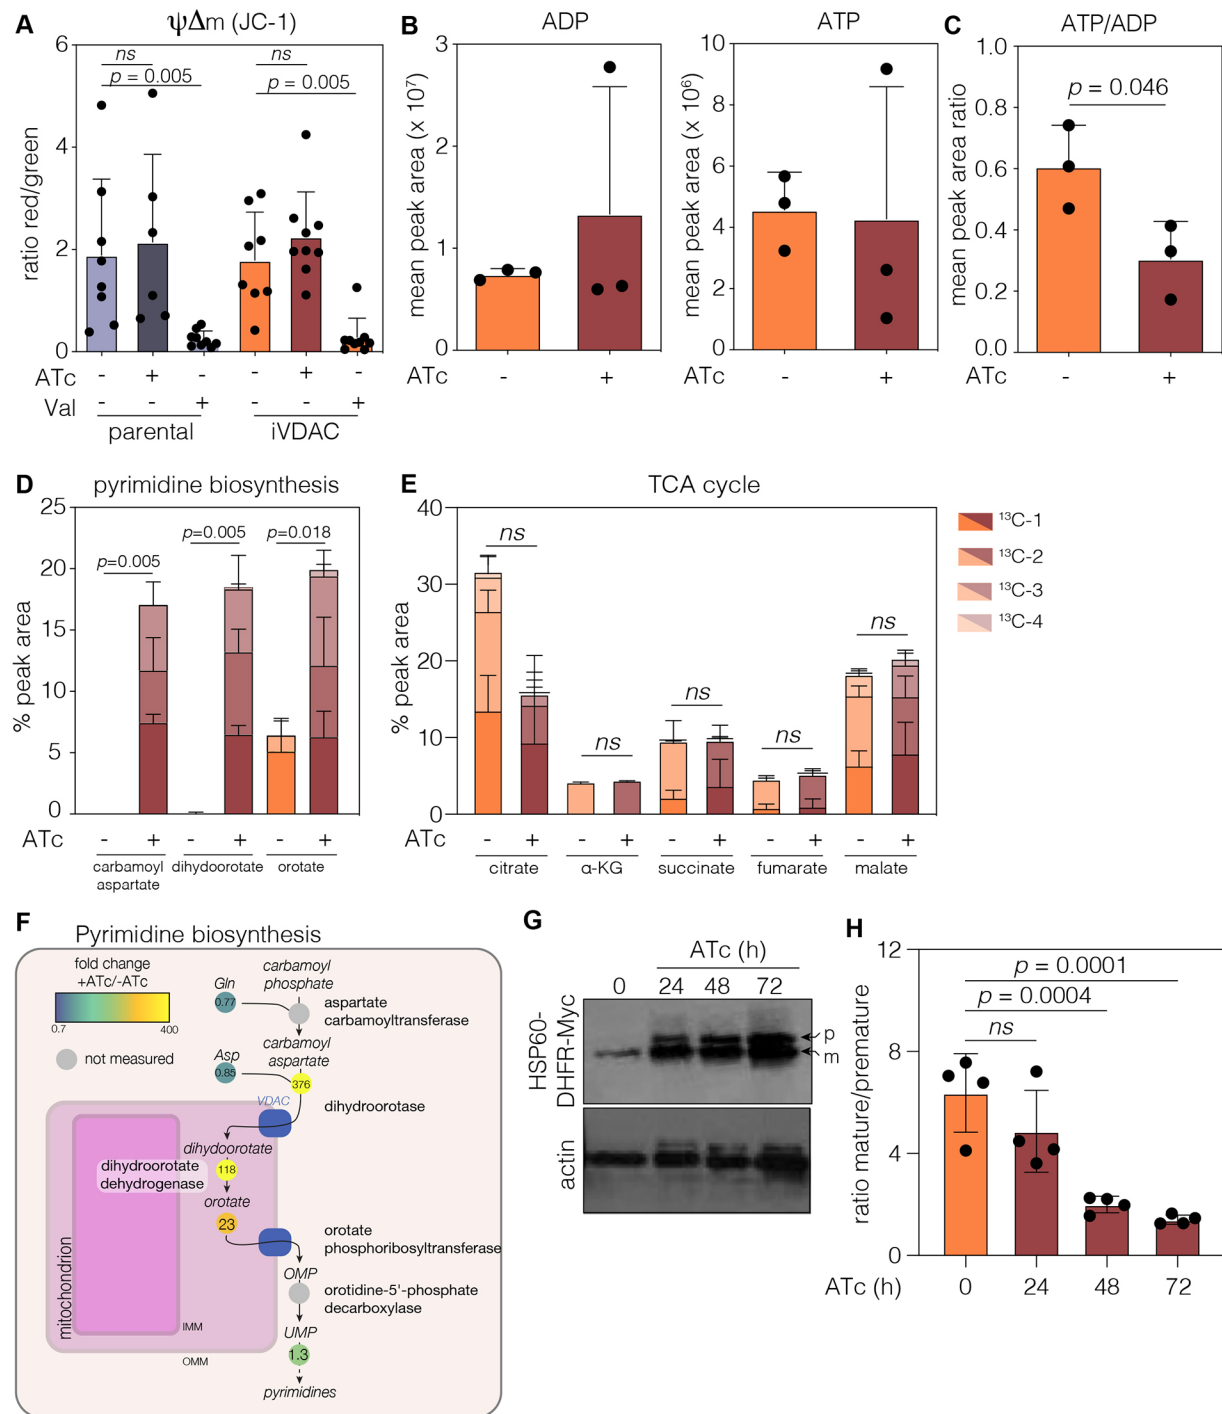 A
ψΔm (JC-1)
ratio red/green
6
4
2
0
ns
p = 0.005
ns
p = 0.005
ATc
- + - - + -
Val
- - + - - +
parental
iVDAC
B
ADP
mean peak area (x 10⁷)
3
2
1
0
ATc
- +
ATP
mean peak area (x 10⁶)
10
8
6
4
2
0
ATc
- +
C
ATP/ADP
mean peak area ratio
1.0
0.8
0.6
0.4
0.2
0.0
p = 0.046
ATc
- +
D
pyrimidine biosynthesis
% peak area
25
20
15
10
5
0
p=0.005
p=0.005
p=0.018
ATc
- + - + - +
carbamoyl
aspartate
dihydoorotate
orotate
E
TCA cycle
% peak area
40
30
20
10
0
ns
ns
ns
ns
ns
ATc
- + - + - + - + - +
citrate
α-KG
succinate
fumarate
malate
¹³C-1
¹³C-2
¹³C-3
¹³C-4
F
Pyrimidine biosynthesis
fold change
+ATc/-ATc
0.7
400
not measured
Gln
0.77
carbamoyl
phosphate
aspartate
carbamoyltransferase
carbamoyl
aspartate
Asp
0.85
376
dihydroorotase
VDAC
dihydoorotate
dihydroorotate
dehydrogenase
118
orotate
23
orotate
phosphoribosyltransferase
OMP
orotidine-5'-phosphate
decarboxylase
UMP
1.3
pyrimidines
mitochondrion
IMM
OMM
G
ATc (h)
0 24 48 72
HSP60-
DHFR-Myc
p
m
actin
H
ratio mature/premature
12
8
4
0
p = 0.0001
p = 0.0004
ns
ATc (h)
0 24 48 72